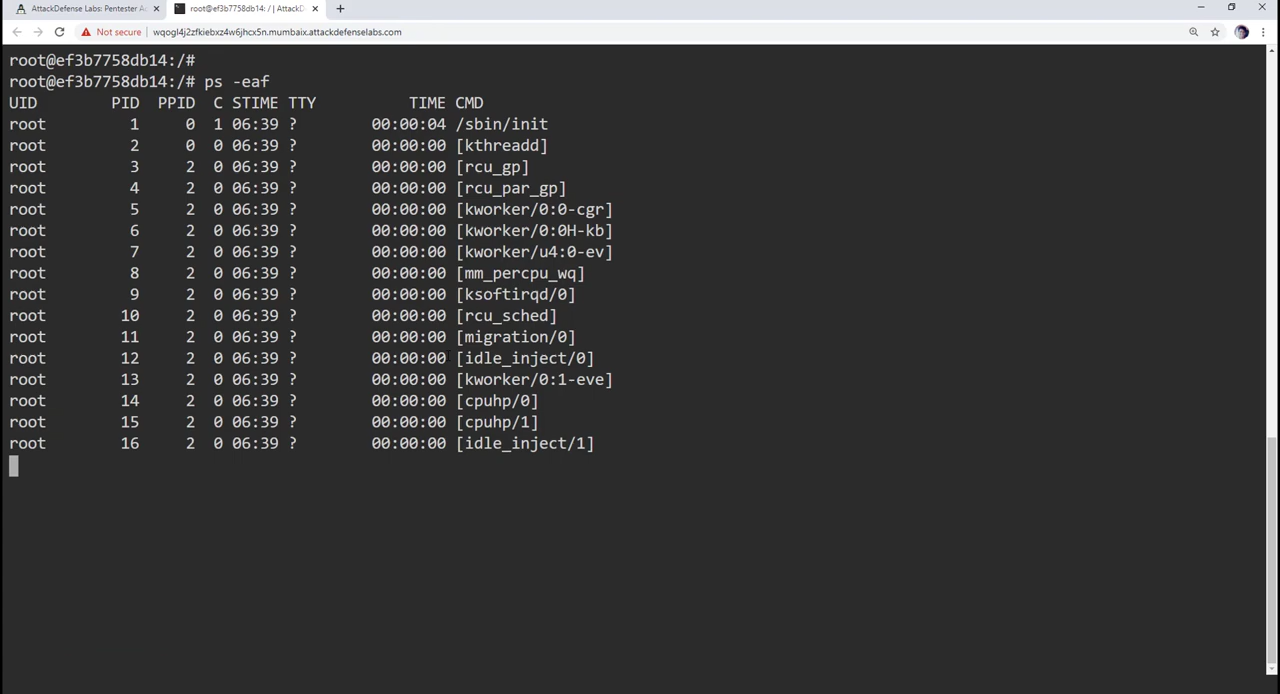 AttackDefense Labs: Pentester Ac
root@ef3b7758db14: / | AttackD
Not secure
wqogl4j2zfkiebxz4w6jhcx5n.mumbaix.attackdefenselabs.com
root@ef3b7758db14:/#
root@ef3b7758db14:/# ps -eaf
UID PID PPID C STIME TTY TIME CMD
root 1 0 1 06:39 ? 00:00:04 /sbin/init
root 2 0 0 06:39 ? 00:00:00 [kthreadd]
root 3 2 0 06:39 ? 00:00:00 [rcu_gp]
root 4 2 0 06:39 ? 00:00:00 [rcu_par_gp]
root 5 2 0 06:39 ? 00:00:00 [kworker/0:0-cgr]
root 6 2 0 06:39 ? 00:00:00 [kworker/0:0H-kb]
root 7 2 0 06:39 ? 00:00:00 [kworker/u4:0-ev]
root 8 2 0 06:39 ? 00:00:00 [mm_percpu_wq]
root 9 2 0 06:39 ? 00:00:00 [ksoftirqd/0]
root 10 2 0 06:39 ? 00:00:00 [rcu_sched]
root 11 2 0 06:39 ? 00:00:00 [migration/0]
root 12 2 0 06:39 ? 00:00:00 [idle_inject/0]
root 13 2 0 06:39 ? 00:00:00 [kworker/0:1-eve]
root 14 2 0 06:39 ? 00:00:00 [cpuhp/0]
root 15 2 0 06:39 ? 00:00:00 [cpuhp/1]
root 16 2 0 06:39 ? 00:00:00 [idle_inject/1]